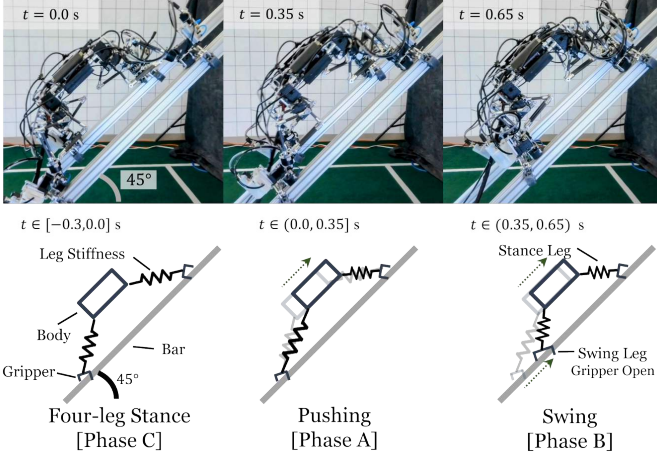 t = 0.0 s
t = 0.35 s
t = 0.65 s
45°
t ∈ [−0.3,0.0] s
t ∈ (0.0, 0.35] s
t ∈ (0.35, 0.65) s
Leg Stiffness
Stance Leg
Body
Bar
Swing Leg
Gripper Open
Gripper
45°
Four-leg Stance
[Phase C]
Pushing
[Phase A]
Swing
[Phase B]